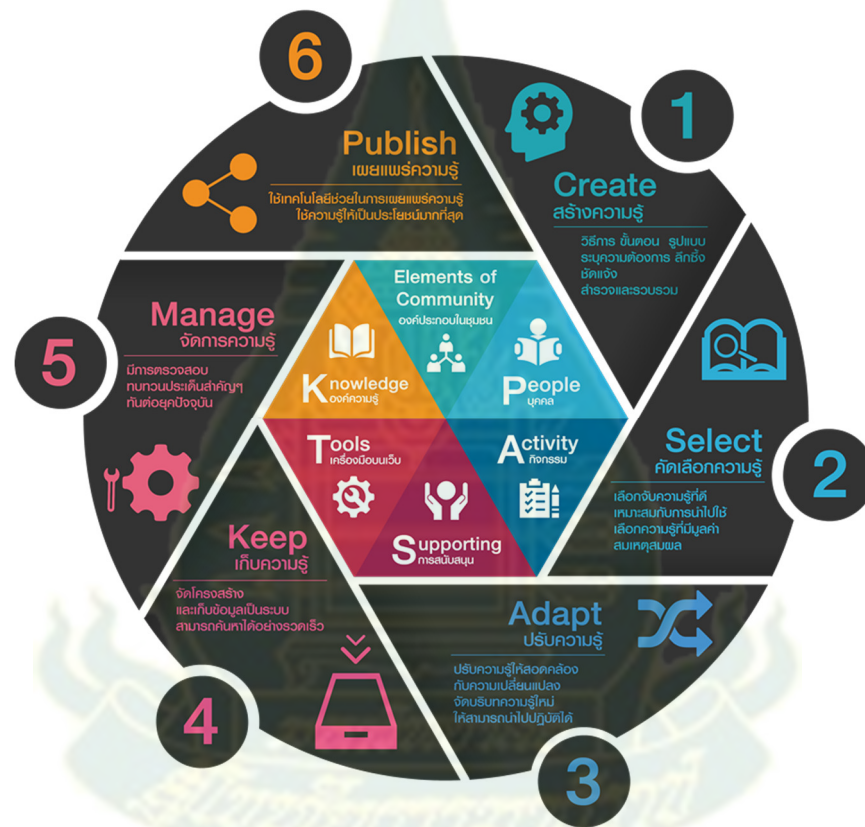 1
Create
สร้างความรู้
วิธีการ ขั้นตอน รูปแบบ
ระบุความต้องการ ลึกซึ้ง
ชัดแจ้ง
สำรวจและรวบรวม
2
Select
คัดเลือกความรู้
เลือกจับความรู้ที่ดี
เหมาะสมกับการนำไปใช้
เลือกความรู้ที่มีมูลค่า
สมเหตุสมผล
3
Adapt
ปรับความรู้
ปรับความรู้ให้สอดคล้อง
กับความเปลี่ยนแปลง
จัดบริบทความรู้ใหม่
ให้สามารถนำไปปฏิบัติได้
4
Keep
เก็บความรู้
จัดโครงสร้าง
และเก็บข้อมูลเป็นระบบ
สามารถค้นหาได้อย่างรวดเร็ว
5
Manage
จัดการความรู้
มีการตรวจสอบ
ทบทวนประเด็นสำคัญๆ
ทันต่อยุคปัจจุบัน
6
Publish
เผยแพร่ความรู้
ใช้เทคโนโลยีช่วยในการเผยแพร่ความรู้
ใช้ความรู้ให้เป็นประโยชน์มากที่สุด
Elements of
Community
องค์ประกอบในชุมชน
Knowledge
องค์ความรู้
People
บุคคล
Tools
เครื่องมือบนเว็บ
Activity
กิจกรรม
Supporting
การสนับสนุน